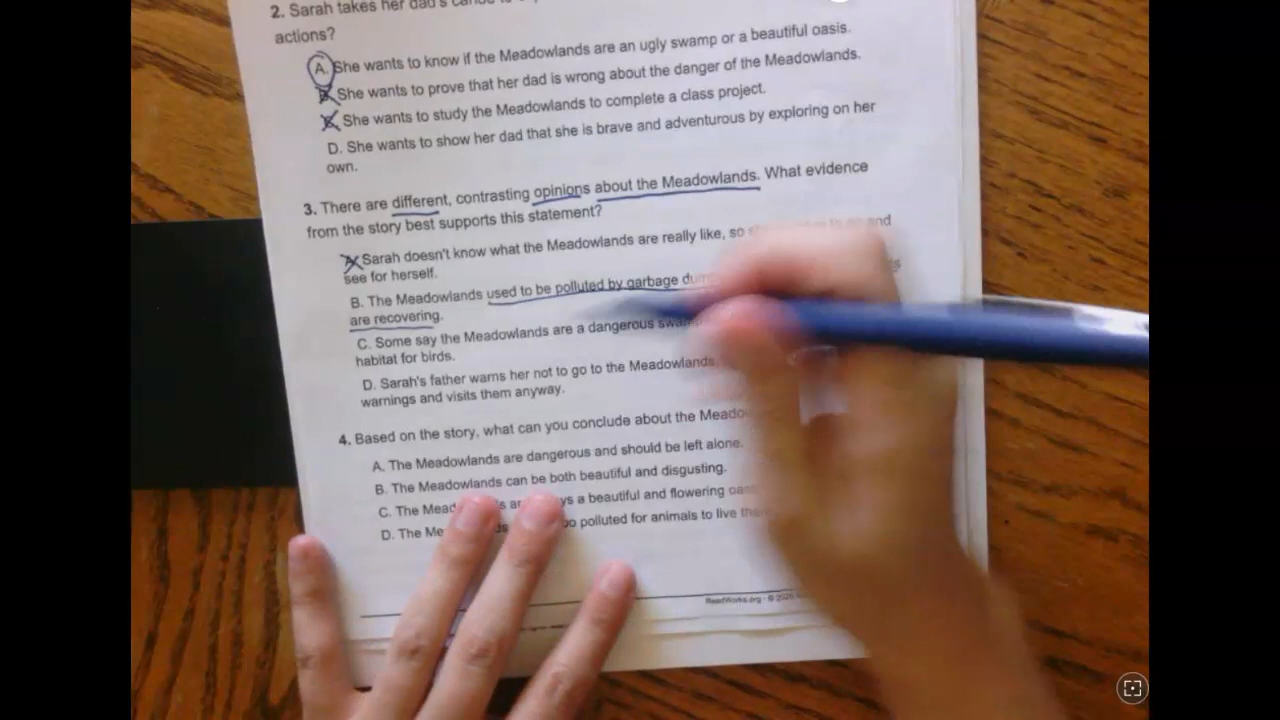 2. Sarah takes her dad's
actions?
A. She wants to know if the Meadowlands are an ugly swamp or a beautiful oasis.
B. She wants to prove that her dad is wrong about the danger of the Meadowlands.
C. She wants to study the Meadowlands to complete a class project.
D. She wants to show her dad that she is brave and adventurous by exploring on her
own.
3. There are different, contrasting opinions about the Meadowlands. What evidence
from the story best supports this statement?
A. Sarah doesn't know what the Meadowlands are really like, so and
see for herself.
B. The Meadowlands used to be polluted by garbage
are recovering.
C. Some say the Meadowlands are a dangerous
habitat for birds.
D. Sarah's father warns her not to go to the Meadowlands
warnings and visits them anyway.
4. Based on the story, what can you conclude about the
A. The Meadowlands are dangerous and should be left alone.
B. The Meadowlands can be both beautiful and disgusting.
C. The a beautiful and flowering
D. The polluted for animals to live
ReadWorks.org · ©